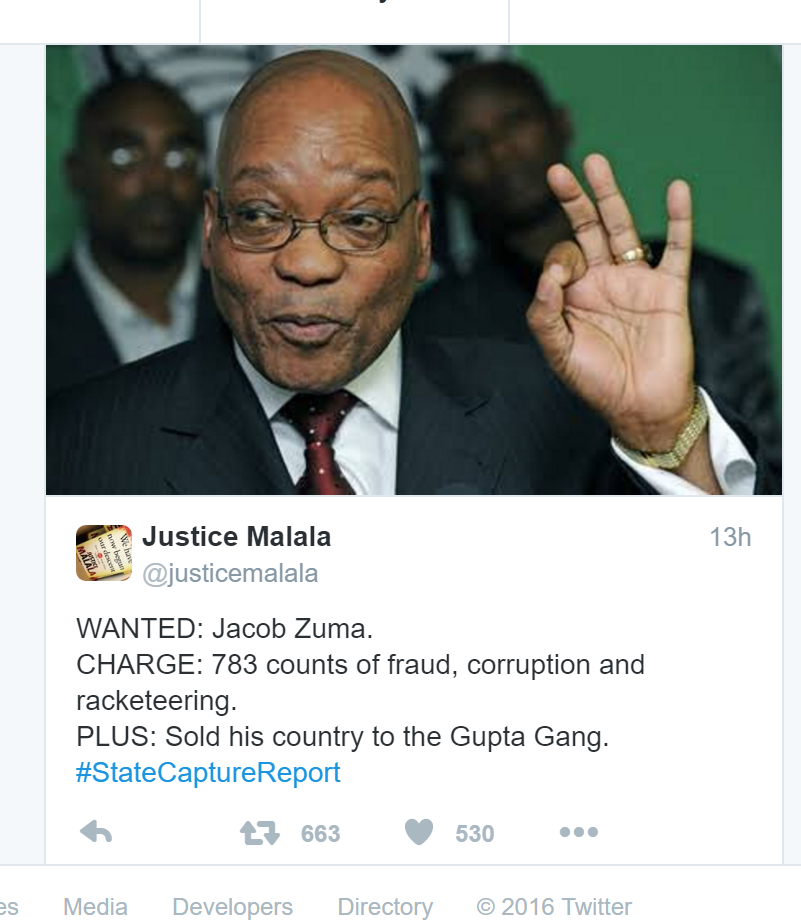 Justice Malala
13h
@justicemalala
WANTED: Jacob Zuma.
CHARGE: 783 counts of fraud, corruption and
racketeering.
PLUS: Sold his country to the Gupta Gang.
#StateCaptureReport
663 530
es Media Developers Directory © 2016 Twitter